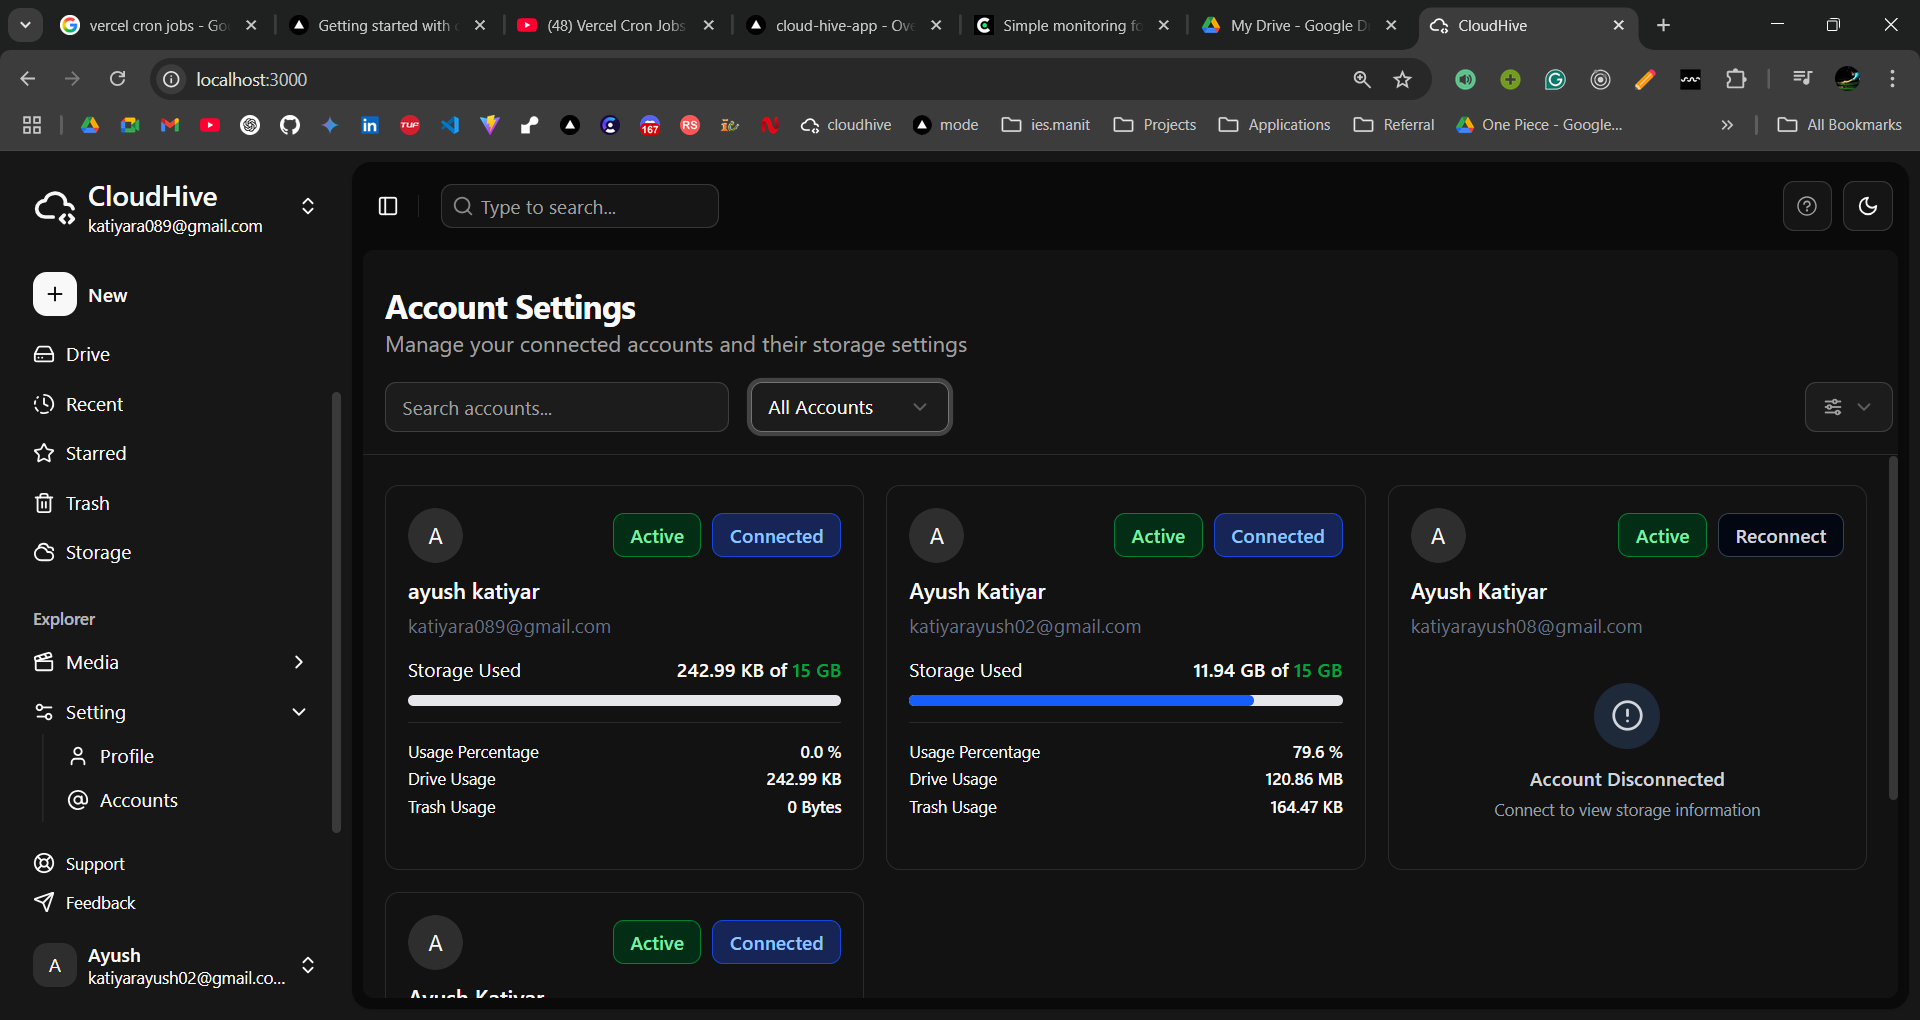 vercel cron jobs - Go
Getting started with
(48) Vercel Cron Jobs
cloud-hive-app - Ove
Simple monitoring fo
My Drive - Google D
CloudHive
localhost:3000
TUF
167
RS
cloudhive
mode
ies.manit
Projects
Applications
Referral
One Piece - Google...
All Bookmarks
CloudHive
katiyara089@gmail.com
New
Drive
Recent
Starred
Trash
Storage
Explorer
Media
Setting
Profile
Accounts
Support
Feedback
A
Ayush
katiyarayush02@gmail.co...
Type to search...
Account Settings
Manage your connected accounts and their storage settings
Search accounts...
All Accounts
A
Active
Connected
ayush katiyar
katiyara089@gmail.com
Storage Used 242.99 KB of 15 GB
Usage Percentage 0.0 %
Drive Usage 242.99 KB
Trash Usage 0 Bytes
A
Active
Connected
Ayush Katiyar
katiyarayush02@gmail.com
Storage Used 11.94 GB of 15 GB
Usage Percentage 79.6 %
Drive Usage 120.86 MB
Trash Usage 164.47 KB
A
Active
Reconnect
Ayush Katiyar
katiyarayush08@gmail.com
Account Disconnected
Connect to view storage information
A
Active
Connected
Ayush Katiyar